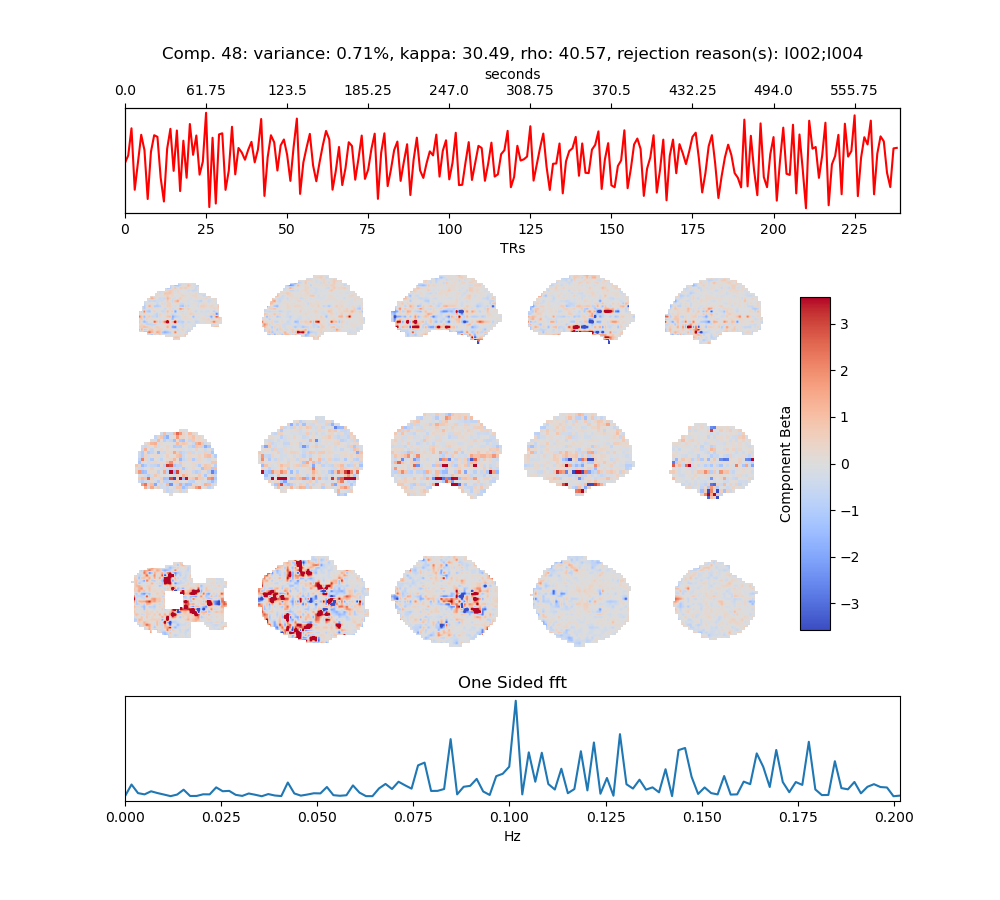 Comp. 48: variance: 0.71%, kappa: 30.49, rho: 40.57, rejection reason(s): I002;I004
seconds
0.0 61.75 123.5 185.25 247.0 308.75 370.5 432.25 494.0 555.75
0 25 50 75 100 125 150 175 200 225
TRs
Component Beta
3
2
1
0
−1
−2
−3
One Sided fft
0.000 0.025 0.050 0.075 0.100 0.125 0.150 0.175 0.200
Hz